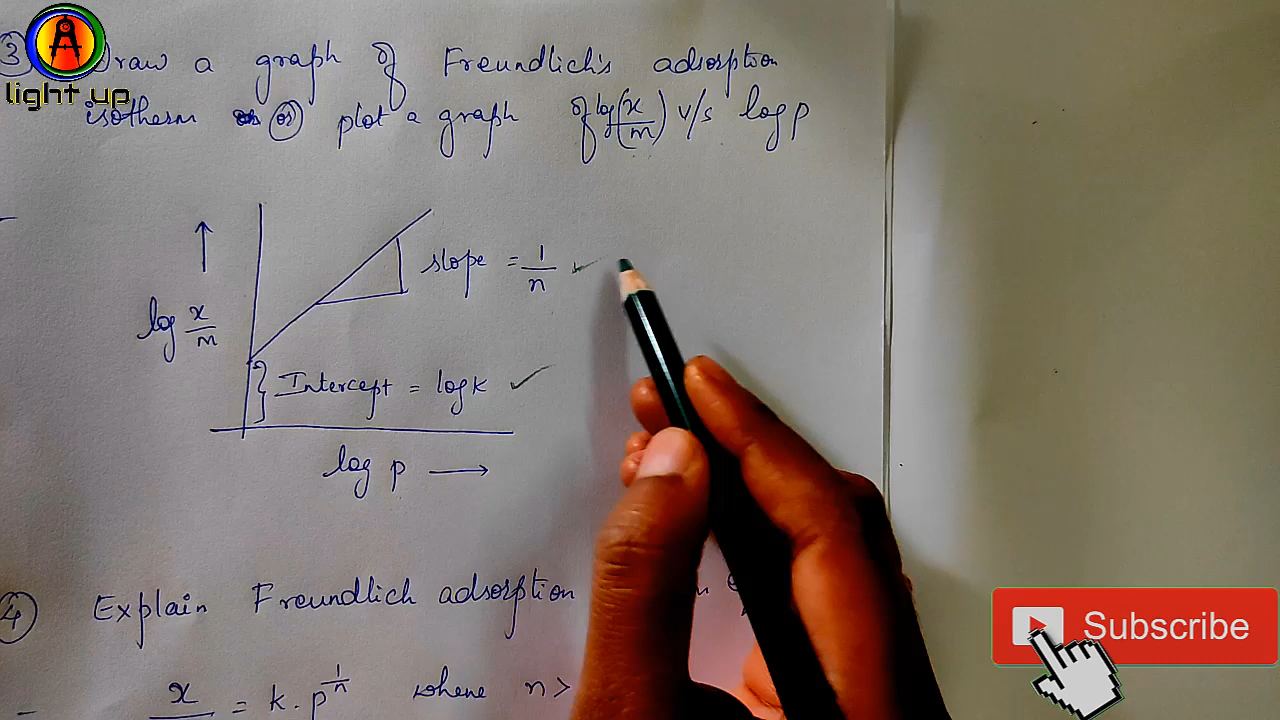 ③ Draw a graph of Freundlich's adsorption
light up
isotherm or plot a graph of log(x/m) v/s log p
slope = 1/n ✓
log x/m
} Intercept = log k ✓
log p →
④ Explain Freundlich adsorption
Subscribe
x = k . p^1/n where n >